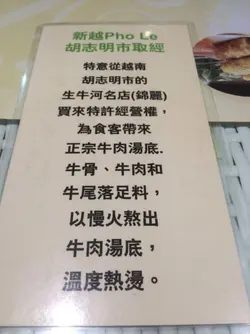 新越Pho Le
胡志明市取經
特意從越南
胡志明市的
生牛河名店(錦麗)
買來特許經營權，
為食客帶來
正宗牛肉湯底.
牛骨、牛肉和
牛尾落足料，
以慢火熬出
牛肉湯底，
溫度熱燙。